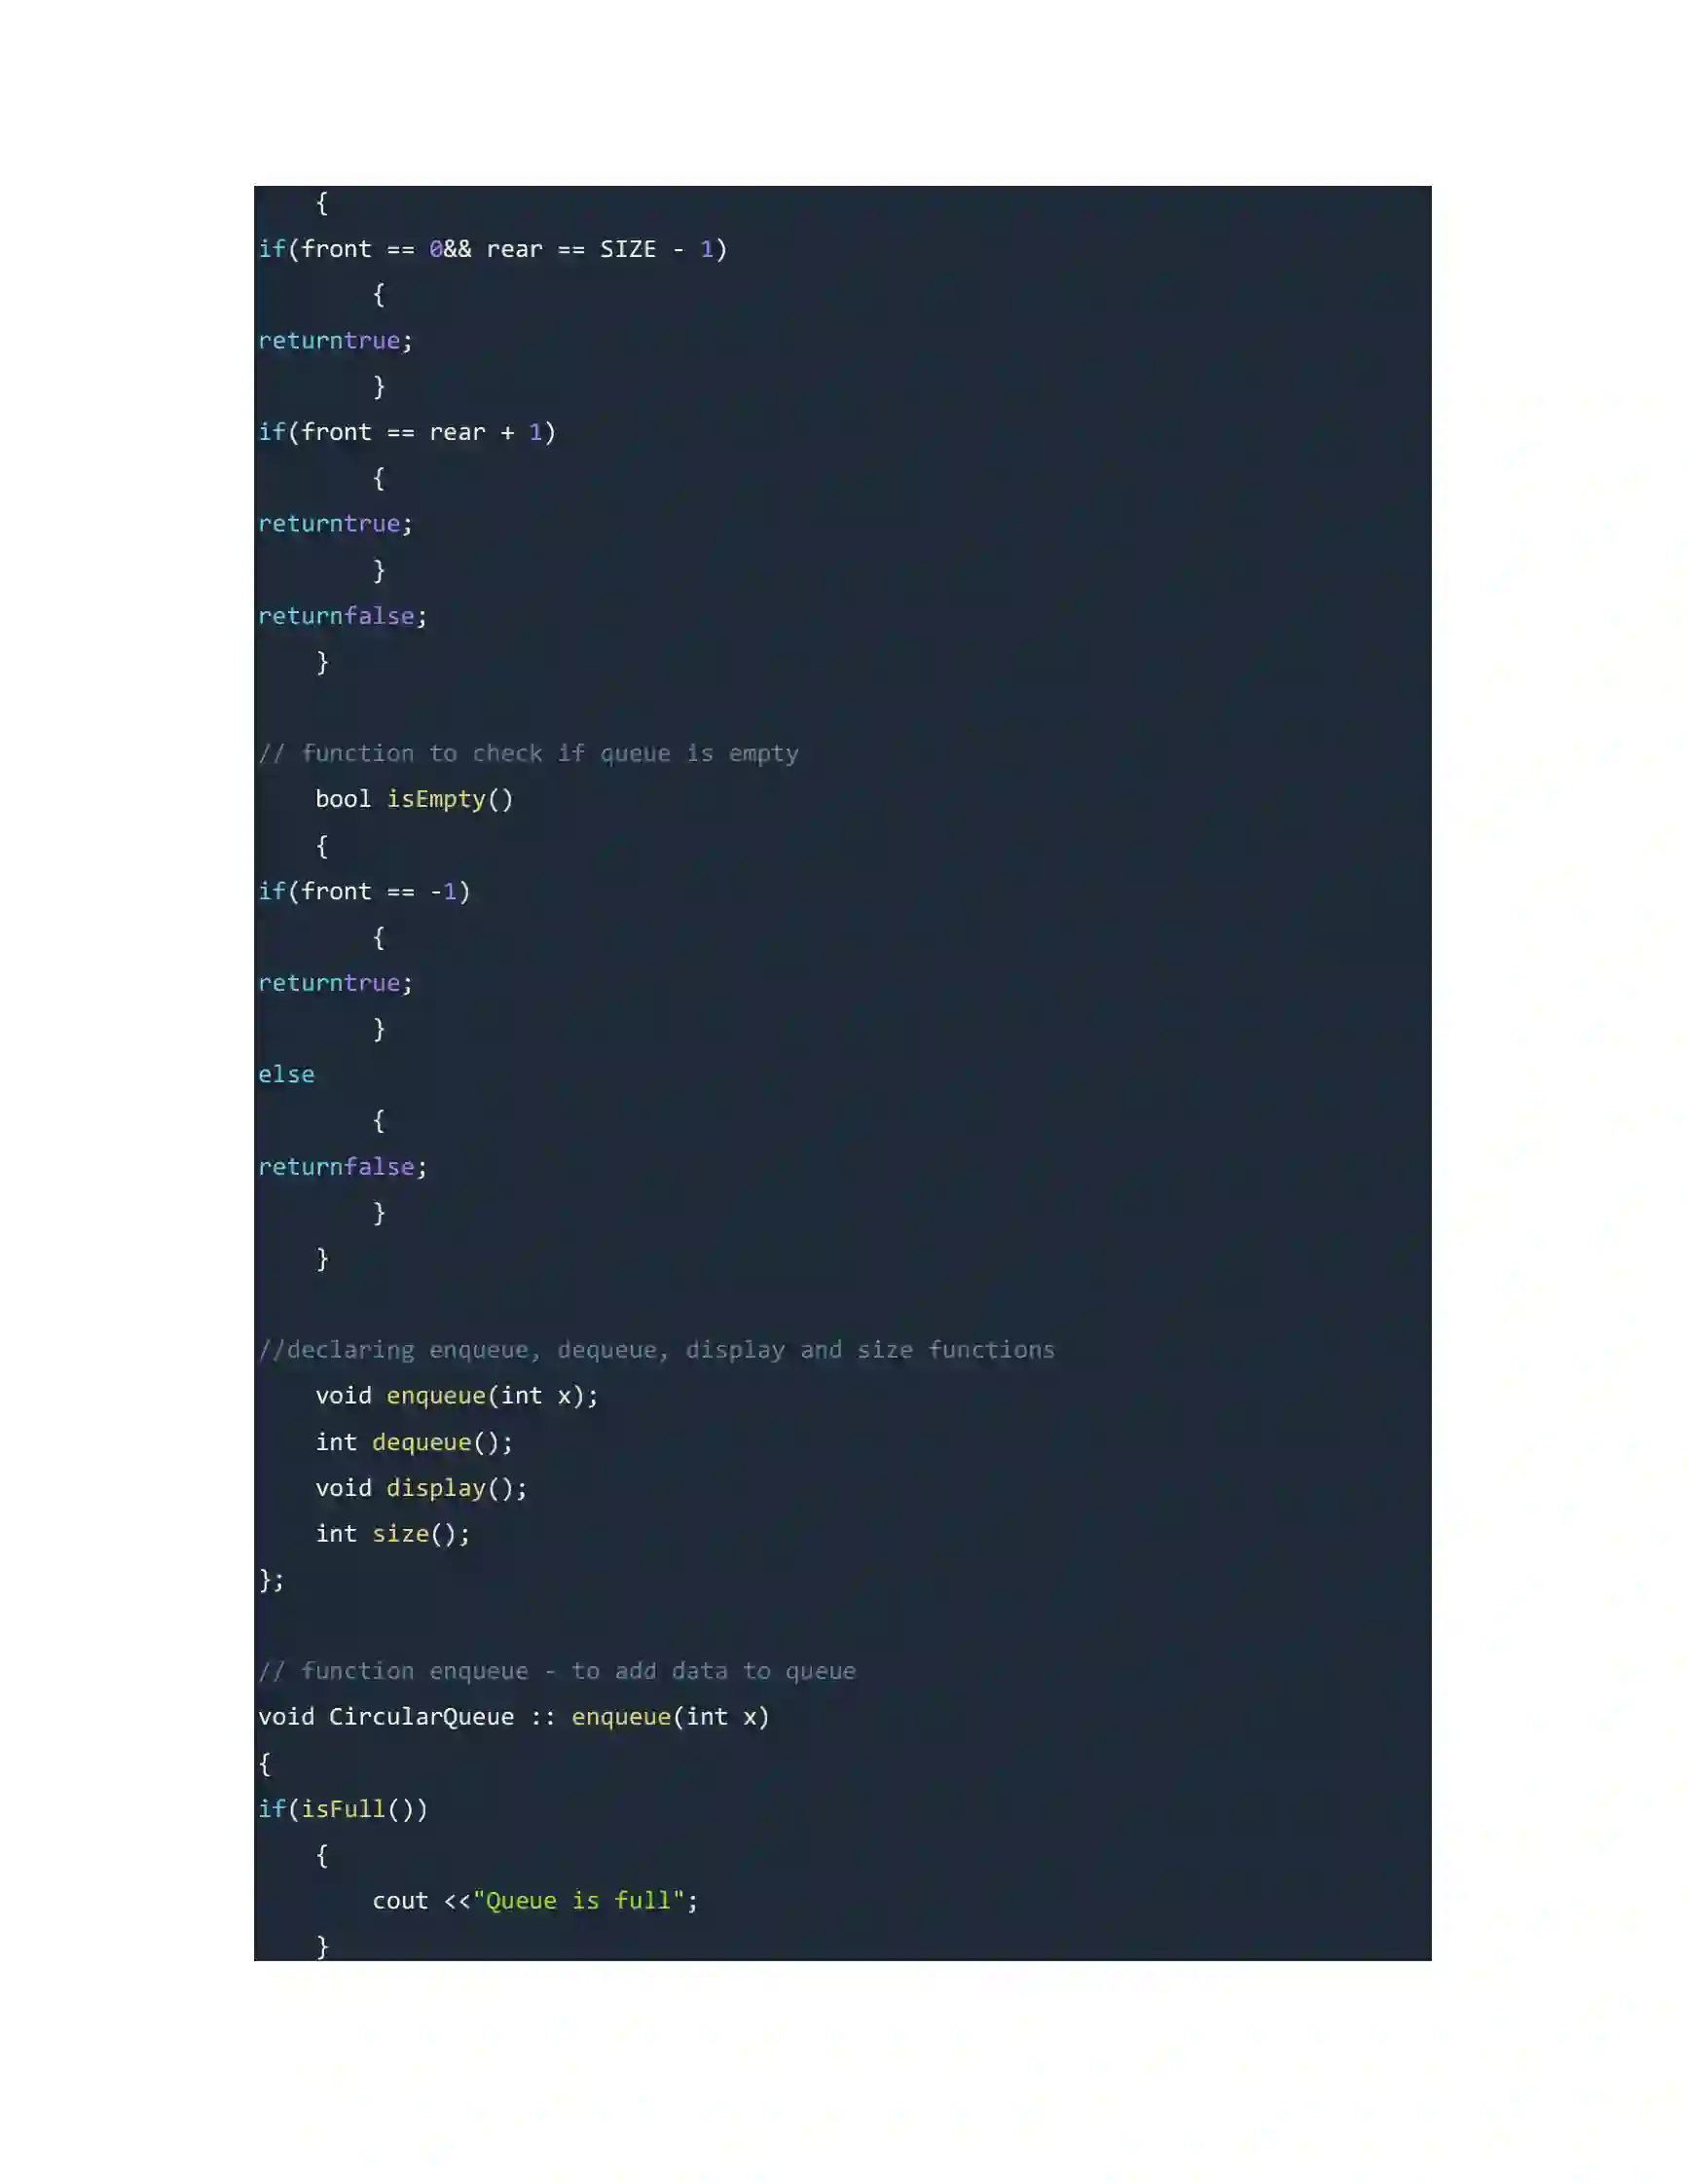 {
if(front == 0&& rear == SIZE - 1)
{
returntrue;
}
if(front == rear + 1)
{
returntrue;
}
returnfalse;
}
// function to check if queue is empty
bool isEmpty()
{
if(front == -1)
{
returntrue;
}
else
{
returnfalse;
}
}
//declaring enqueue, dequeue, display and size functions
void enqueue(int x);
int dequeue();
void display();
int size();
};
// function enqueue - to add data to queue
void CircularQueue :: enqueue(int x)
{
if(isFull())
{
cout <<"Queue is full";
}